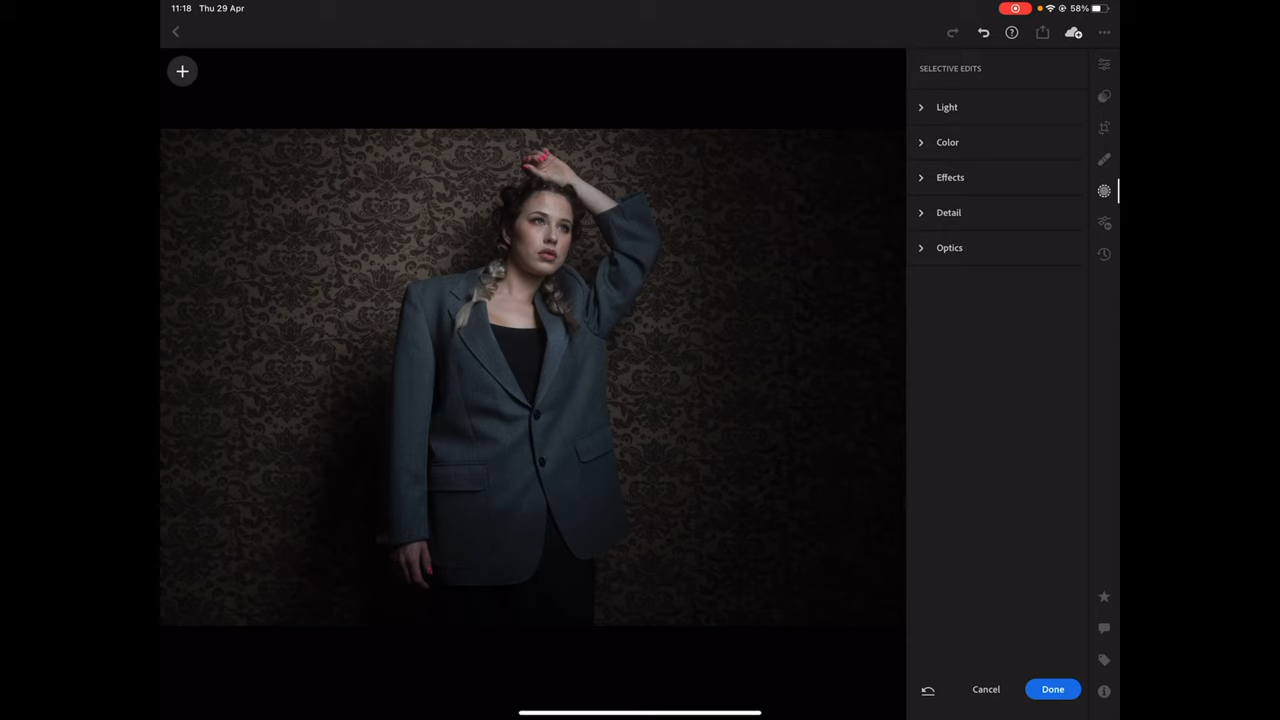 11:18 Thu 29 Apr
58%
SELECTIVE EDITS
Light
Color
Effects
Detail
Optics
Cancel
Done